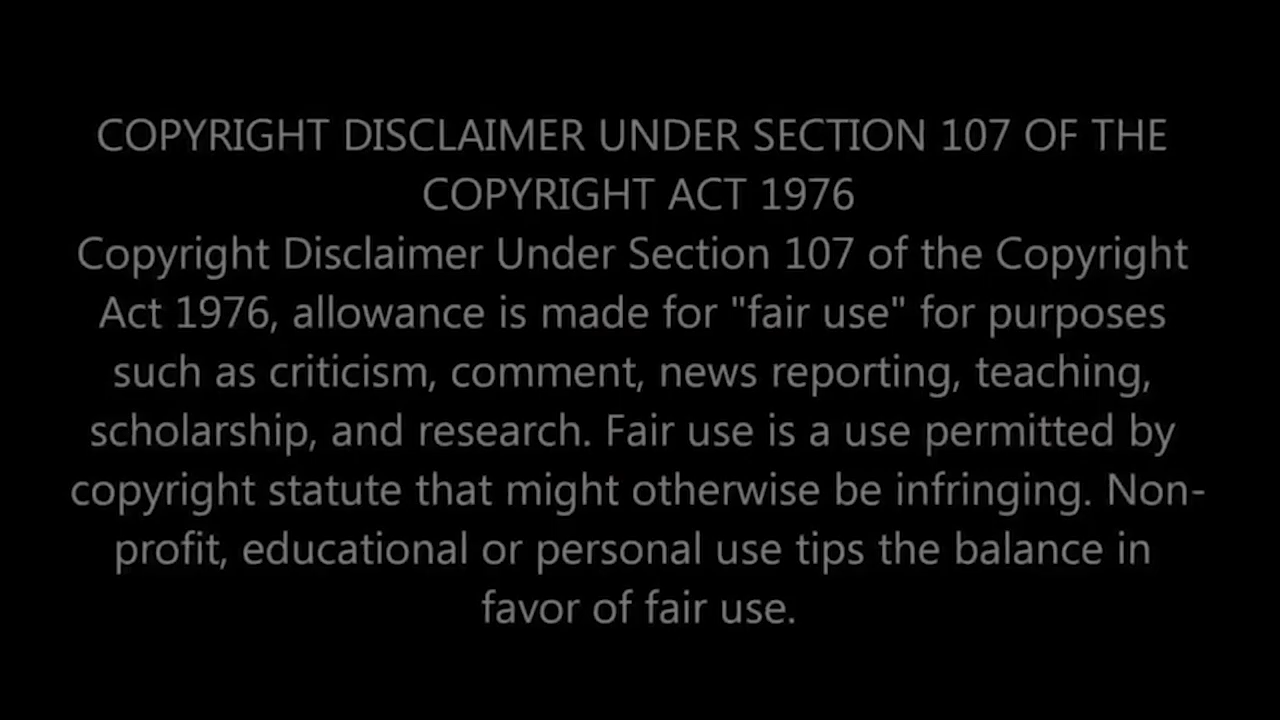 COPYRIGHT DISCLAIMER UNDER SECTION 107 OF THE
COPYRIGHT ACT 1976
Copyright Disclaimer Under Section 107 of the Copyright
Act 1976, allowance is made for "fair use" for purposes
such as criticism, comment, news reporting, teaching,
scholarship, and research. Fair use is a use permitted by
copyright statute that might otherwise be infringing. Non-
profit, educational or personal use tips the balance in
favor of fair use.